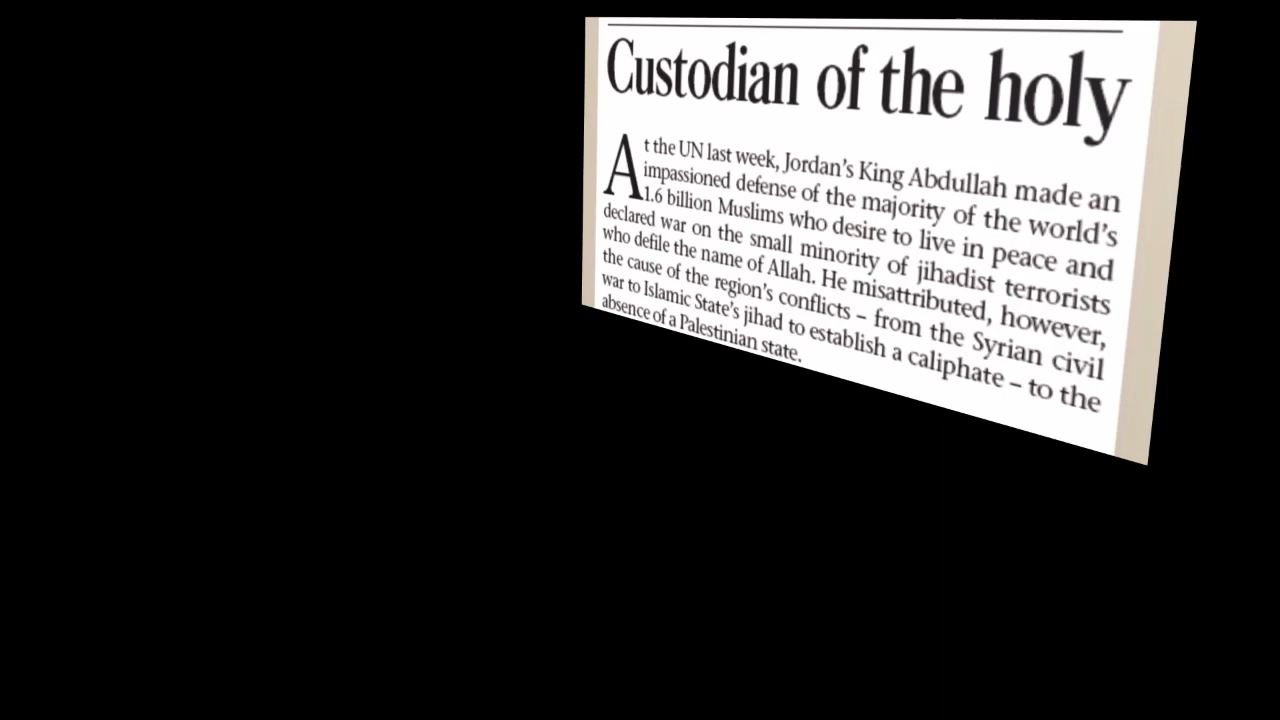 Custodian of the holy
At the UN last week, Jordan's King Abdullah made an
impassioned defense of the majority of the world's
1.6 billion Muslims who desire to live in peace and
declared war on the small minority of jihadist terrorists
who defile the name of Allah. He misattributed, however,
the cause of the region's conflicts – from the Syrian civil
war to Islamic State's jihad to establish a caliphate – to the
absence of a Palestinian state.